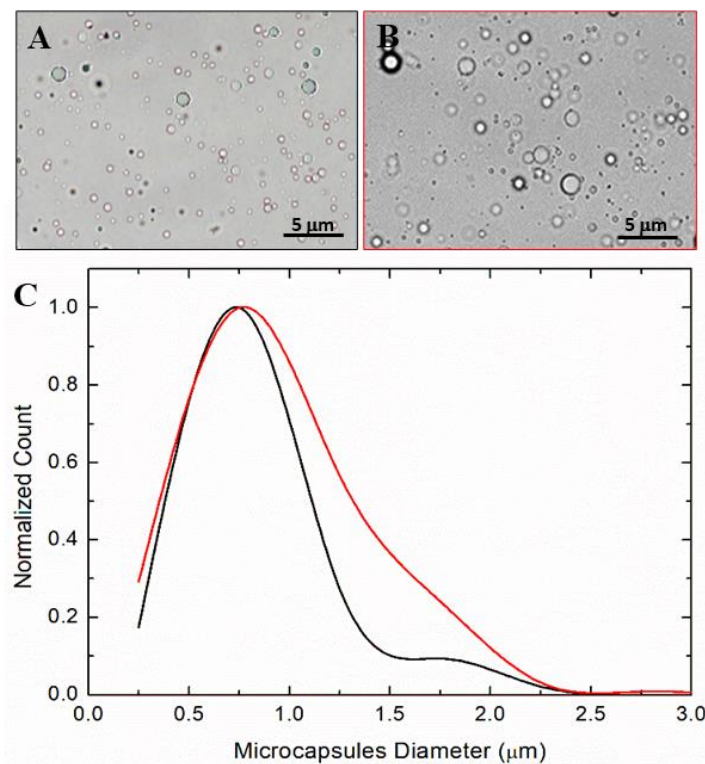 A
B
5 μm
5 μm
C
1.0
0.8
0.6
0.4
0.2
0.0
Normalized Count
0.0 0.5 1.0 1.5 2.0 2.5 3.0
Microcapsules Diameter (μm)